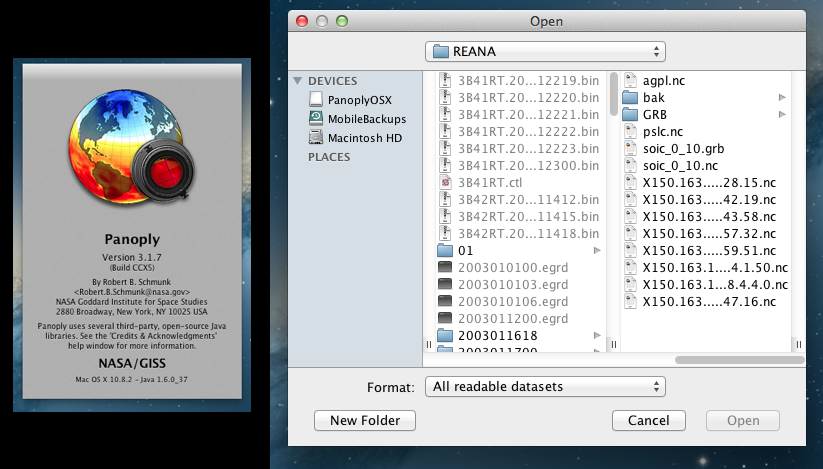 Panoply
Version 3.1.7
(Build CCX5)
By Robert B. Schmunk
<Robert.B.Schmunk@nasa.gov>
NASA Goddard Institute for Space Studies
2880 Broadway, New York, NY 10025 USA
Panoply uses several third-party, open-source Java
libraries. See the 'Credits & Acknowledgments'
help window for more information.
NASA/GISS
Mac OS X 10.8.2 - Java 1.6.0_37
Open
REANA
DEVICES
PanoplyOSX
MobileBackups
Macintosh HD
PLACES
3B41RT.20...12219.bin
3B41RT.20...12220.bin
3B41RT.20...12221.bin
3B41RT.20...12222.bin
3B41RT.20...12223.bin
3B41RT.20...12300.bin
3B41RT.ctl
3B42RT.20...11412.bin
3B42RT.20...11415.bin
3B42RT.20...11418.bin
01
2003010100.egrd
2003010103.egrd
2003010106.egrd
2003011200.egrd
2003011618
2003011700
agpl.nc
bak
GRB
pslc.nc
soic_0_10.grb
soic_0_10.nc
X150.163.....28.15.nc
X150.163.....42.19.nc
X150.163.....43.58.nc
X150.163.....57.32.nc
X150.163.....59.51.nc
X150.163.1...4.1.50.nc
X150.163.1...8.4.4.0.nc
X150.163.....47.16.nc
Format:
All readable datasets
New Folder
Cancel
Open